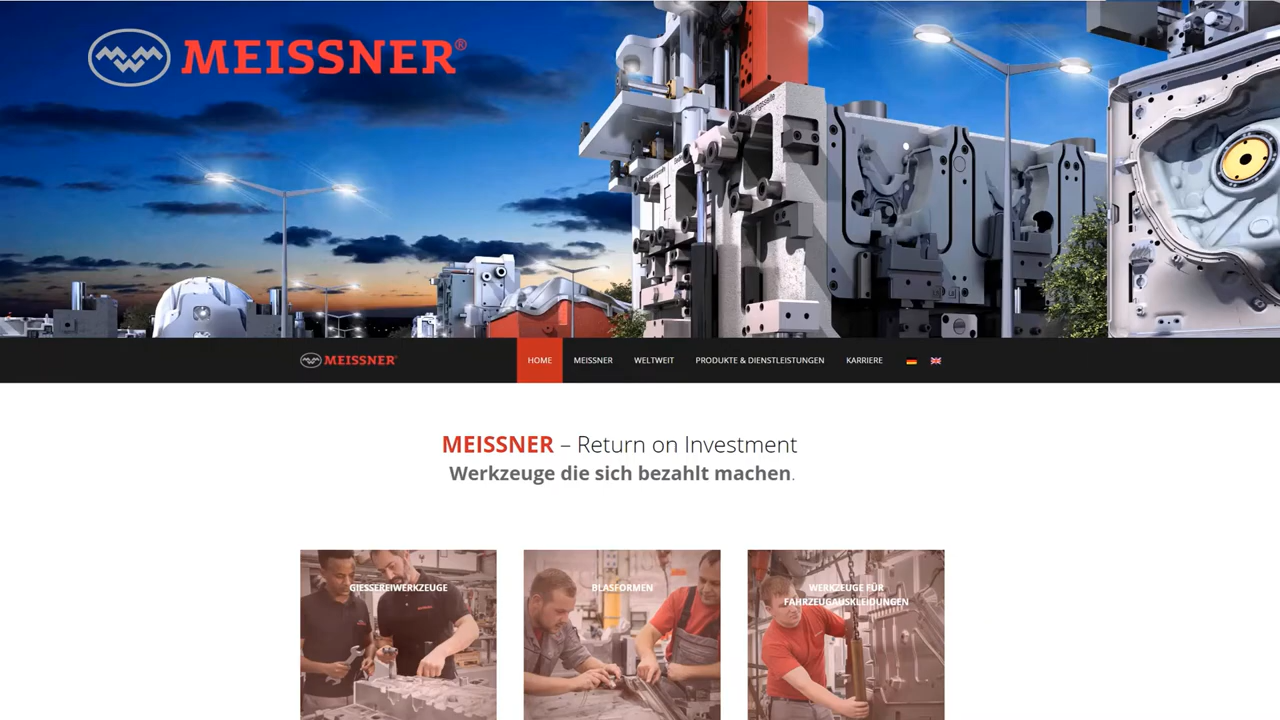 MEISSNER®
MEISSNER®
HOME
MEISSNER
WELTWEIT
PRODUKTE & DIENSTLEISTUNGEN
KARRIERE
MEISSNER – Return on Investment
Werkzeuge die sich bezahlt machen.
GIESSEREIWERKZEUGE
BLASFORMEN
WERKZEUGE FÜR
FAHRZEUGAUSKLEIDUNGEN